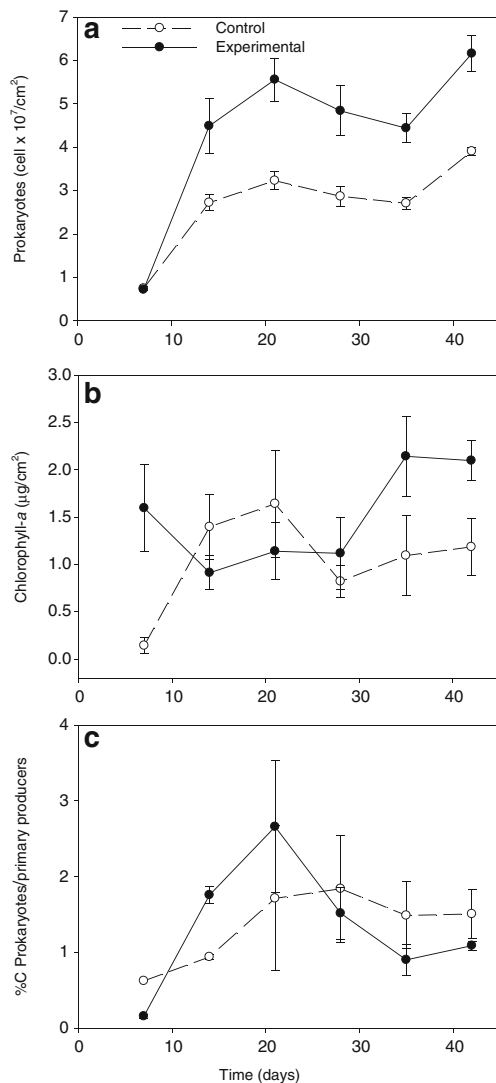 a
Control
Experimental
Prokaryotes (cell x 10⁷/cm²)
7
6
5
4
3
2
1
0
0 10 20 30 40
b
Chlorophyll-a (µg/cm²)
3.0
2.5
2.0
1.5
1.0
0.5
0.0
0 10 20 30 40
c
%C Prokaryotes/primary producers
4
3
2
1
0
0 10 20 30 40
Time (days)